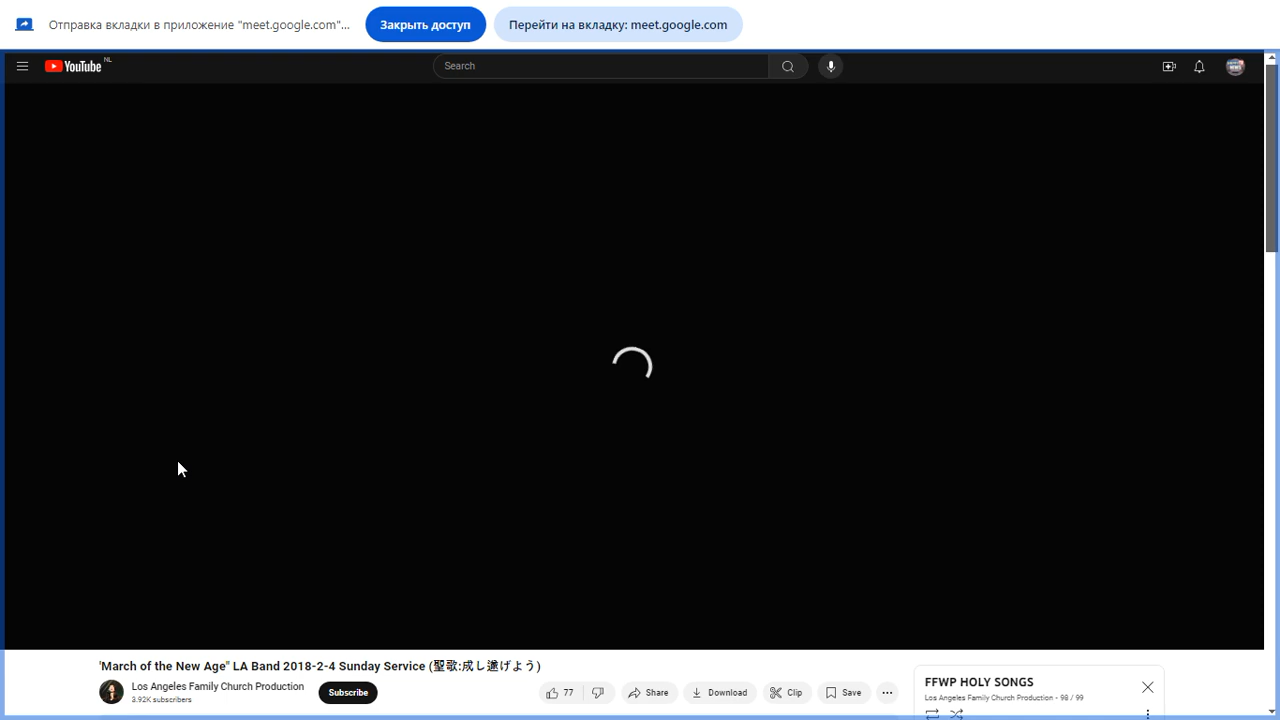 Отправка вкладки в приложение "meet.google.com"...
Закрыть доступ
Перейти на вкладку: meet.google.com
YouTube NL
Search
"March of the New Age" LA Band 2018-2-4 Sunday Service (聖歌:成し遂げよう)
Los Angeles Family Church Production
3.92K subscribers
Subscribe
77
Share
Download
Clip
Save
FFWP HOLY SONGS
Los Angeles Family Church Production - 98 / 99